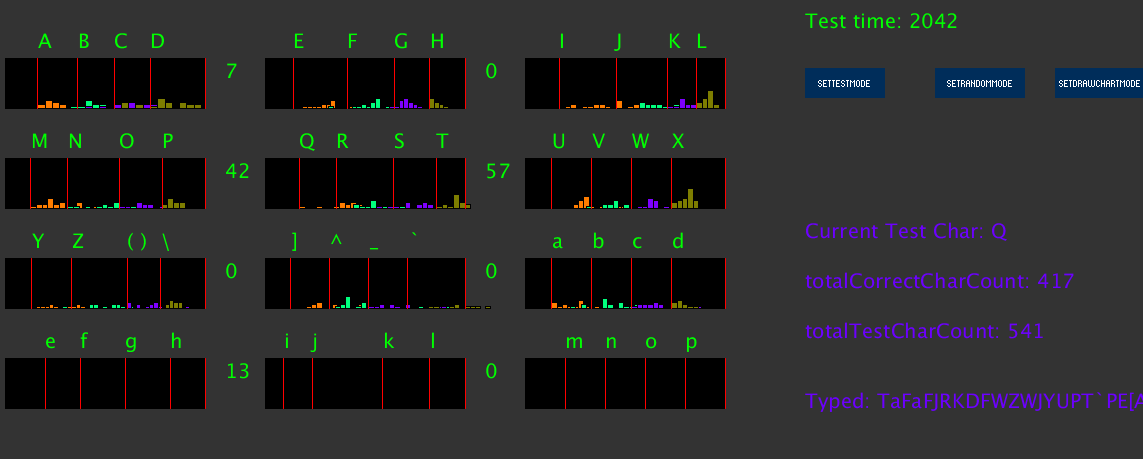 Test time: 2042
A B C D E F G H I J K L
7 0
SETTESTMODE SETRANDOMMODE SETDRAWCHARTMODE
M N O P Q R S T U V W X
42 57
Current Test Char: Q
Y Z ( ) \ ] ^ _ ` a b c d
0 0
totalCorrectCharCount: 417
totalTestCharCount: 541
e f g h i j k l m n o p
13 0
Typed: TaFaFJRKDFWZWJYUPT`PE[A